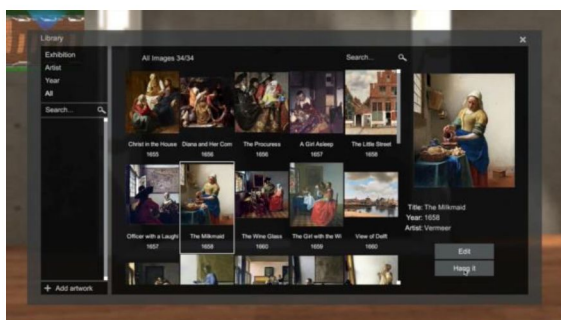 Library
Exhibition
Artist
Year
All
Search...
+ Add artwork
All Images 34/34
Search...
Christ in the House
1655
Diana and Her Com
1656
The Procuress
1656
A Girl Asleep
1657
The Little Street
1658
Officer with a Laughi
1657
The Milkmaid
1658
The Wine Glass
1660
The Girl with the Wi
1659
View of Delft
1660
Title: The Milkmaid
Year: 1658
Artist: Vermeer
Edit
Hang it